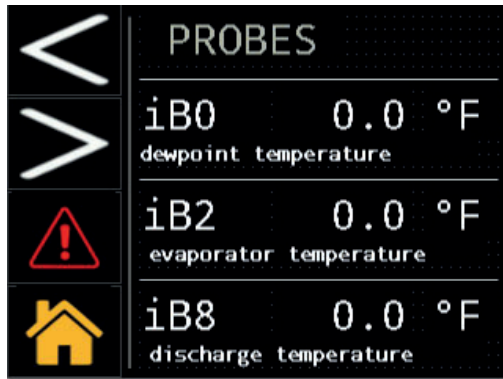 PROBES
iB0 0.0 °F
dewpoint temperature
iB2 0.0 °F
evaporator temperature
iB8 0.0 °F
discharge temperature